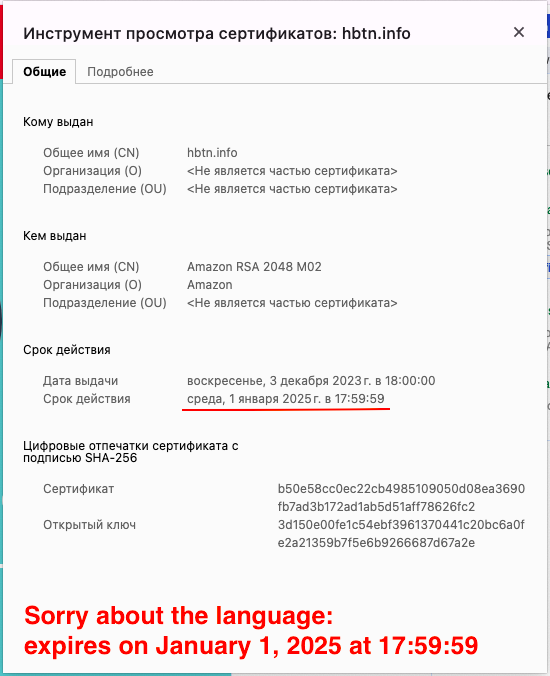 Инструмент просмотра сертификатов: hbtn.info ×
Общие Подробнее
Кому выдан
Общее имя (CN) hbtn.info
Организация (O) <Не является частью сертификата>
Подразделение (OU) <Не является частью сертификата>
Кем выдан
Общее имя (CN) Amazon RSA 2048 M02
Организация (O) Amazon
Подразделение (OU) <Не является частью сертификата>
Срок действия
Дата выдачи воскресенье, 3 декабря 2023 г. в 18:00:00
Срок действия среда, 1 января 2025 г. в 17:59:59
Цифровые отпечатки сертификата с
подписью SHA-256
Сертификат b50e58cc0ec22cb4985109050d08ea3690
fb7ad3b172ad1ab5d51aff78626fc2
Открытый ключ 3d150e00fe1c54ebf3961370441c20bc6a0f
e2a21359b7f5e6b9266687d67a2e
Sorry about the language:
expires on January 1, 2025 at 17:59:59